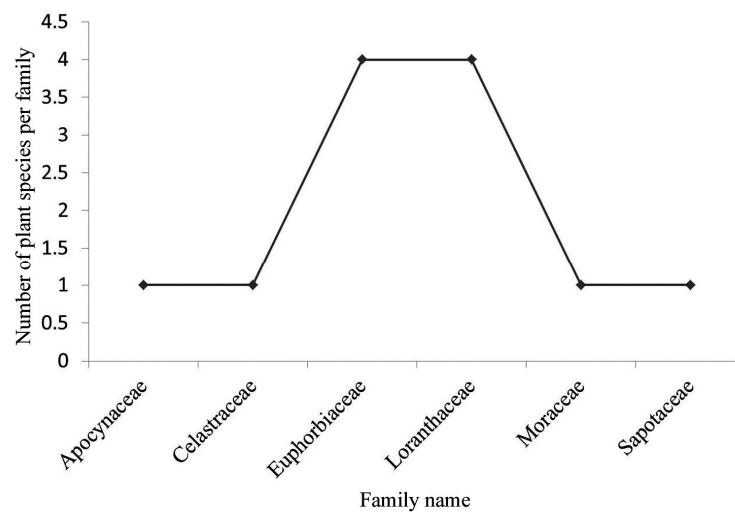 Number of plant species per family
4.5
4
3.5
3
2.5
2
1.5
1
0.5
0
Apocynaceae
Celastraceae
Euphorbiaceae
Loranthaceae
Moraceae
Sapotaceae
Family name